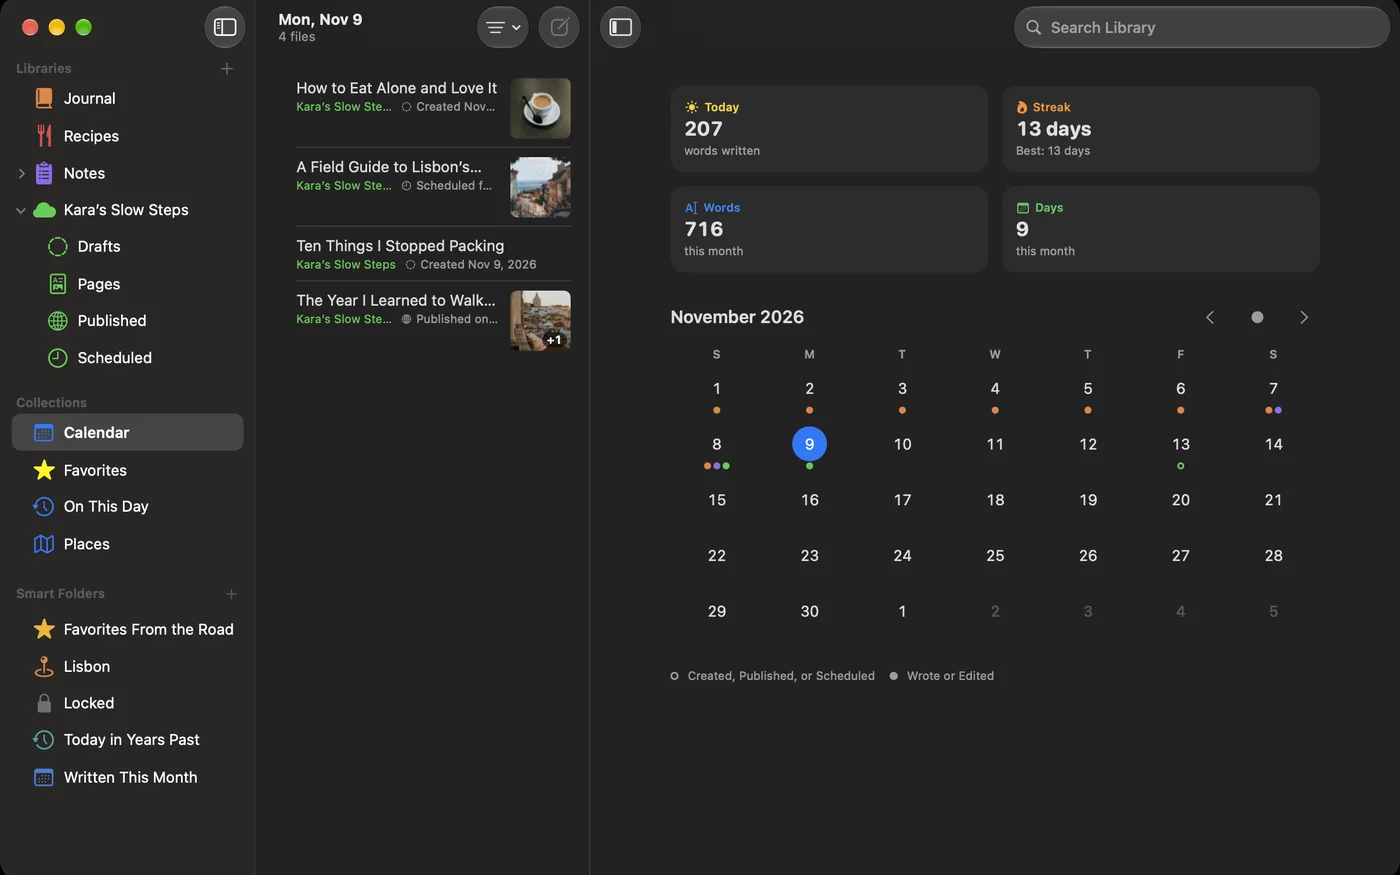 Libraries
Journal
Recipes
Notes
Kara's Slow Steps
Drafts
Pages
Published
Scheduled
Collections
Calendar
Favorites
On This Day
Places
Smart Folders
Favorites From the Road
Lisbon
Locked
Today in Years Past
Written This Month
Mon, Nov 9
4 files
How to Eat Alone and Love It
Kara's Slow Ste... Created Nov...
A Field Guide to Lisbon's...
Kara's Slow Ste... Scheduled f...
Ten Things I Stopped Packing
Kara's Slow Steps Created Nov 9, 2026
The Year I Learned to Walk...
Kara's Slow Ste... Published on...
+1
Search Library
Today
207
words written
Streak
13 days
Best: 13 days
Words
716
this month
Days
9
this month
November 2026
S M T W T F S
1 2 3 4 5 6 7
8 9 10 11 12 13 14
15 16 17 18 19 20 21
22 23 24 25 26 27 28
29 30 1 2 3 4 5
Created, Published, or Scheduled Wrote or Edited